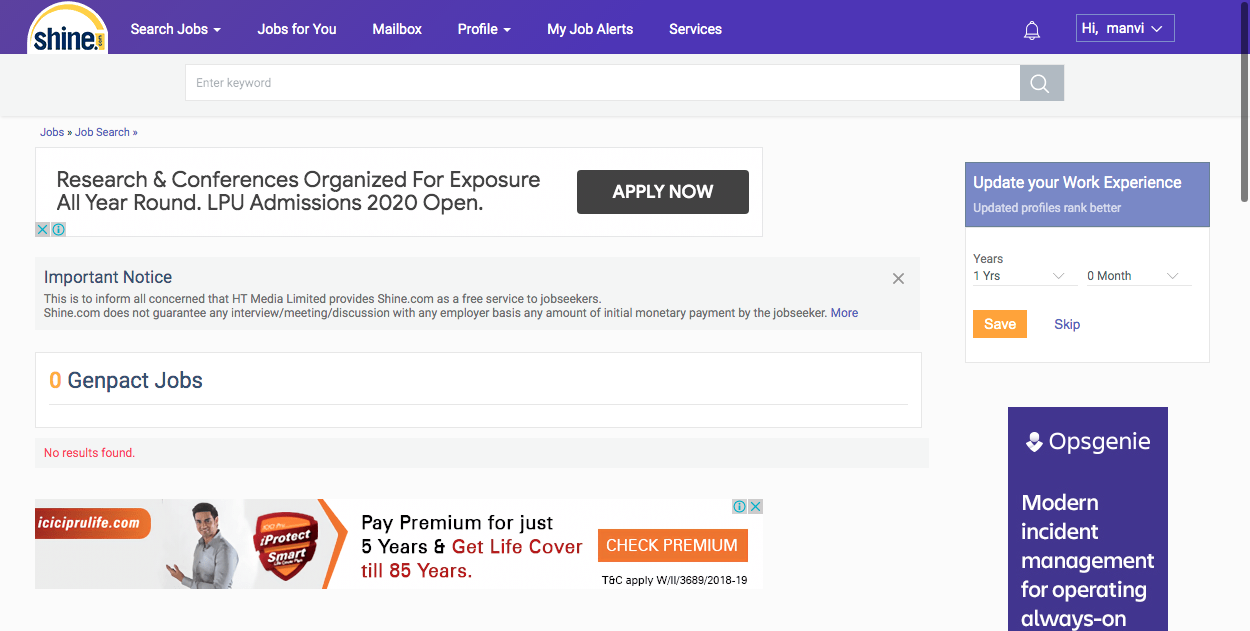 shine.com
Search Jobs
Jobs for You
Mailbox
Profile
My Job Alerts
Services
Hi, manvi
Enter keyword
Jobs » Job Search »
Research & Conferences Organized For Exposure
All Year Round. LPU Admissions 2020 Open.
APPLY NOW
Important Notice
This is to inform all concerned that HT Media Limited provides Shine.com as a free service to jobseekers.
Shine.com does not guarantee any interview/meeting/discussion with any employer basis any amount of initial monetary payment by the jobseeker. More
0 Genpact Jobs
No results found.
iciciprulife.com
iProtect
Smart
Pay Premium for just
5 Years & Get Life Cover
till 85 Years.
CHECK PREMIUM
T&C apply W/II/3689/2018-19
Update your Work Experience
Updated profiles rank better
Years
1 Yrs
0 Month
Save
Skip
Opsgenie
Modern
incident
management
for operating
always-on